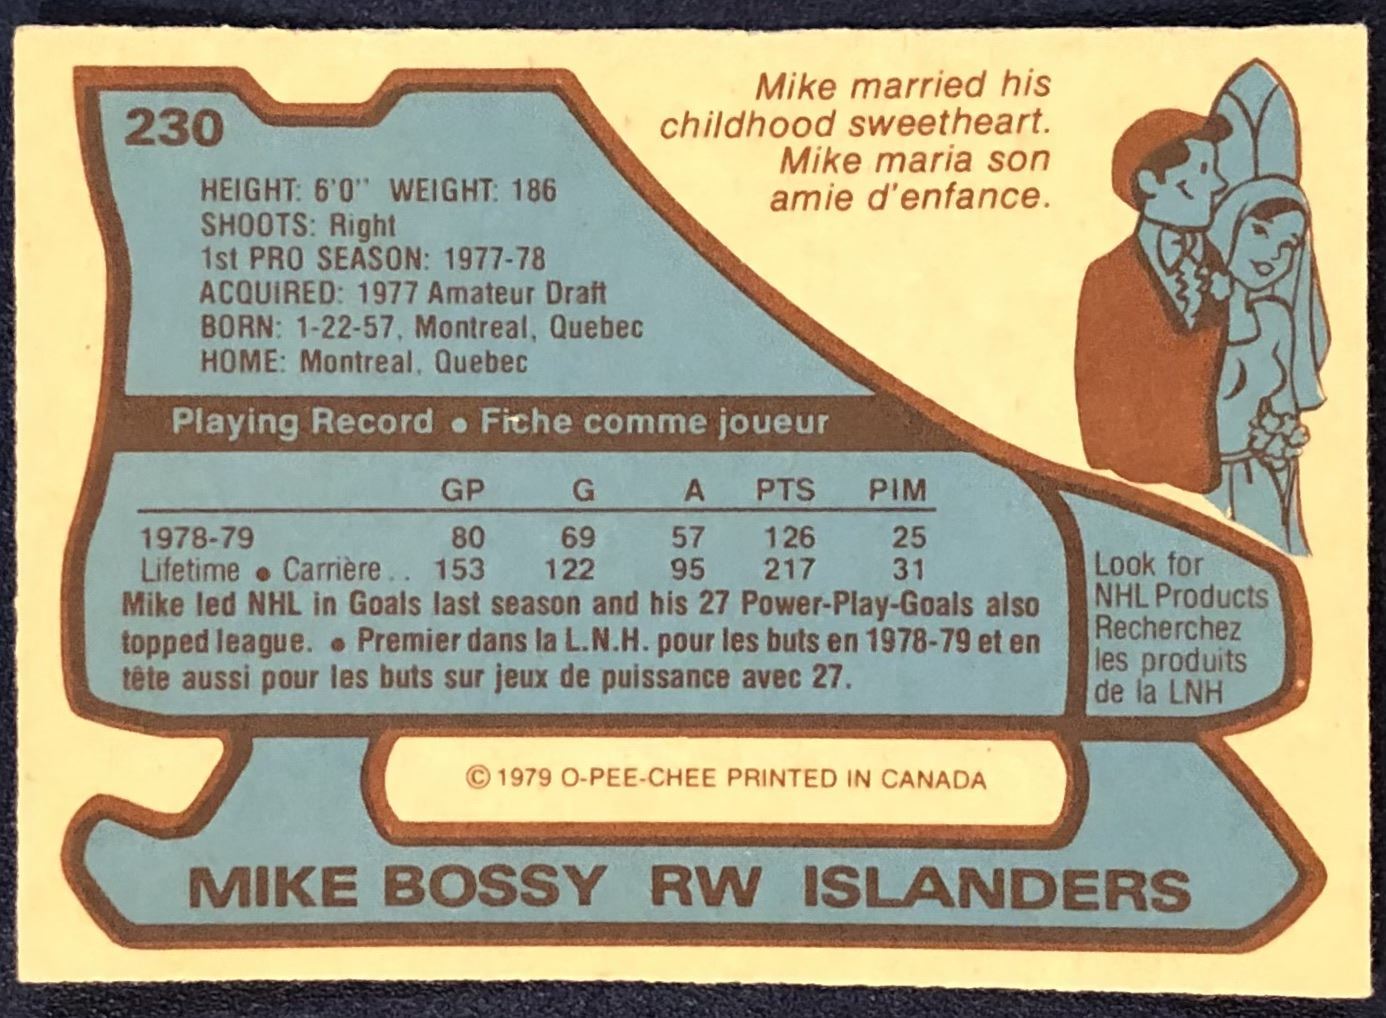 230
Mike married his
childhood sweetheart.
Mike maria son
amie d'enfance.
HEIGHT: 6'0" WEIGHT: 186
SHOOTS: Right
1st PRO SEASON: 1977-78
ACQUIRED: 1977 Amateur Draft
BORN: 1-22-57, Montreal, Quebec
HOME: Montreal, Quebec
Playing Record • Fiche comme joueur
GP G A PTS PIM
1978-79 80 69 57 126 25
Lifetime • Carrière .. 153 122 95 217 31
Mike led NHL in Goals last season and his 27 Power-Play-Goals also
topped league. • Premier dans la L.N.H. pour les buts en 1978-79 et en
tête aussi pour les buts sur jeux de puissance avec 27.
Look for
NHL Products
Recherchez
les produits
de la LNH
© 1979 O-PEE-CHEE PRINTED IN CANADA
MIKE BOSSY RW ISLANDERS